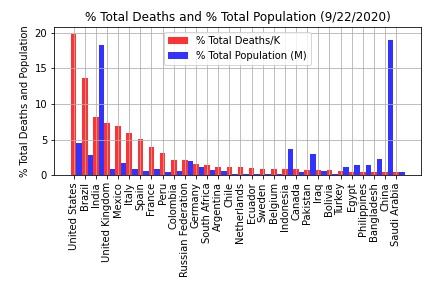 % Total Deaths and % Total Population (9/22/2020)
% Total Deaths and Population
20
15
10
5
0
% Total Deaths/K
% Total Population (M)
United States
Brazil
India
United Kingdom
Mexico
Italy
Spain
France
Peru
Colombia
Russian Federation
Germany
South Africa
Argentina
Chile
Netherlands
Ecuador
Sweden
Belgium
Indonesia
Canada
Pakistan
Iraq
Bolivia
Turkey
Egypt
Philippines
Bangladesh
China
Saudi Arabia